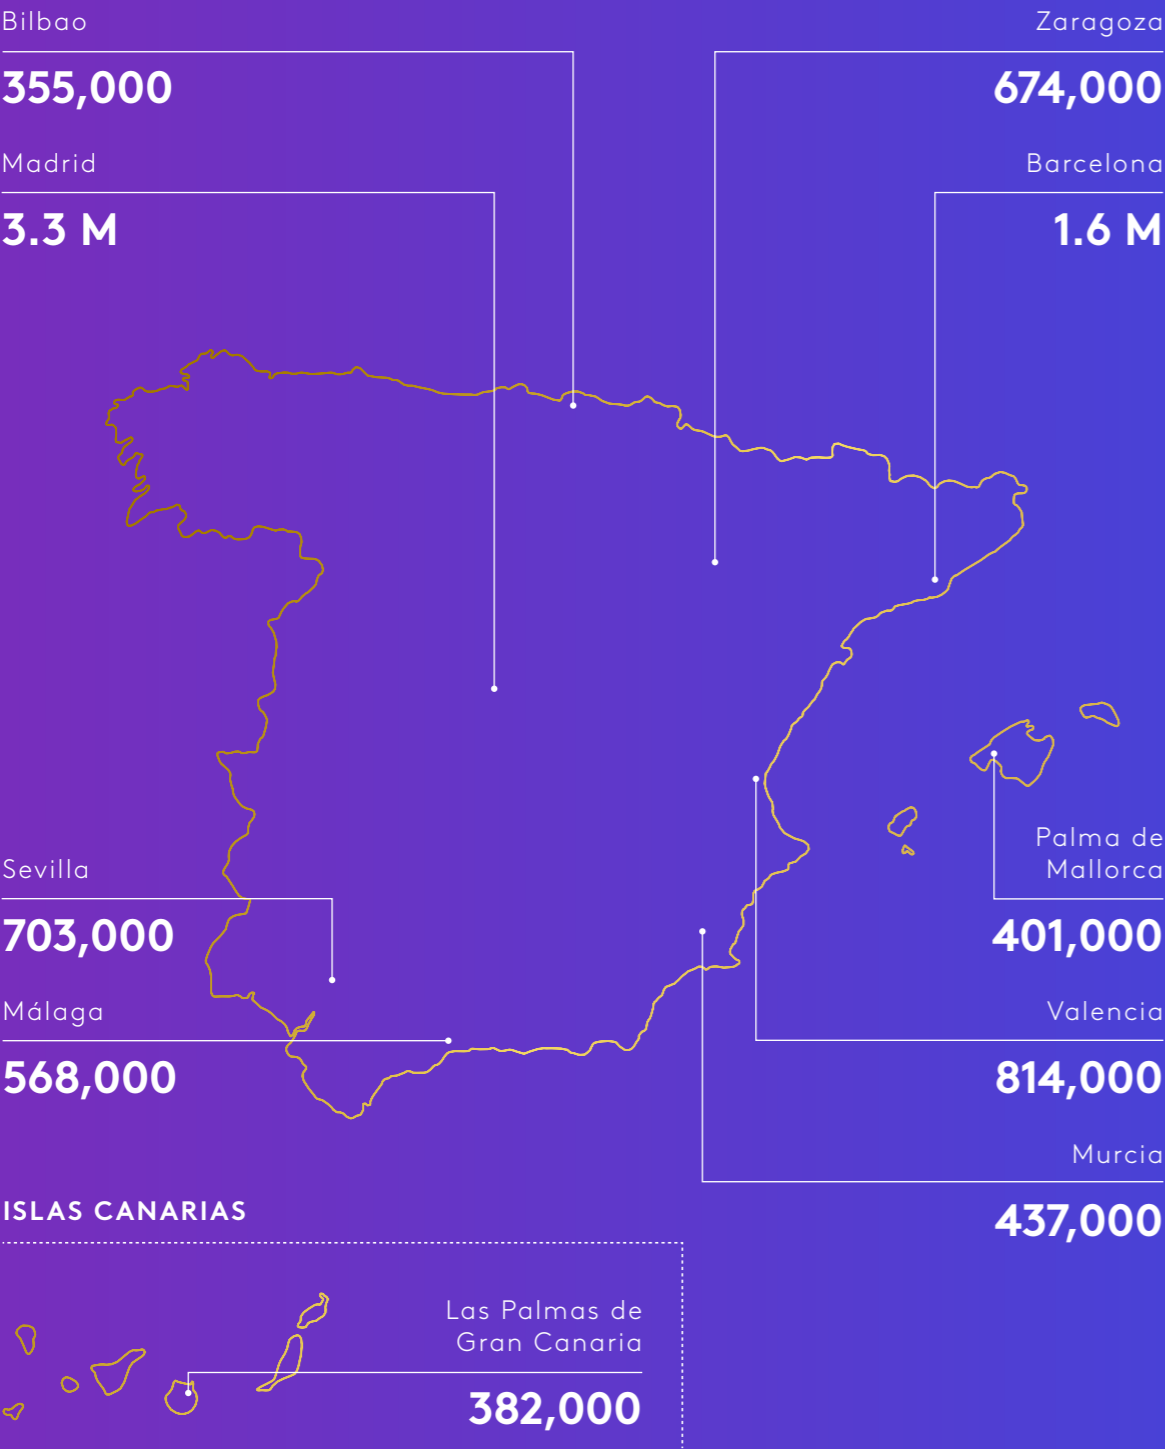 Bilbao
355,000
Madrid
3.3 M
Zaragoza
674,000
Barcelona
1.6 M
Sevilla
703,000
Málaga
568,000
Palma de
Mallorca
401,000
Valencia
814,000
Murcia
437,000
ISLAS CANARIAS
Las Palmas de
Gran Canaria
382,000